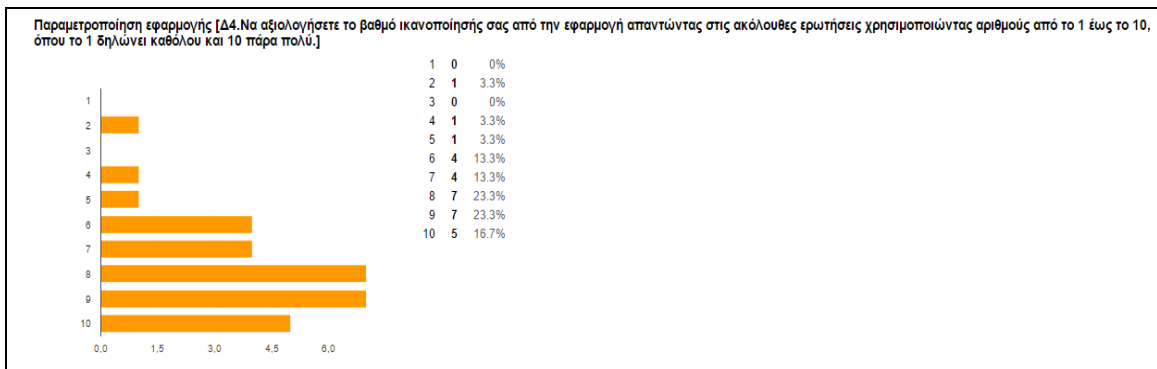 Παραμετροποίηση εφαρμογής [Δ4.Να αξιολογήσετε το βαθμό ικανοποίησής σας από την εφαρμογή απαντώντας στις ακόλουθες ερωτήσεις χρησιμοποιώντας αριθμούς από το 1 έως το 10,
όπου το 1 δηλώνει καθόλου και 10 πάρα πολύ.]
1 0 0%
2 1 3.3%
3 0 0%
4 1 3.3%
5 1 3.3%
6 4 13.3%
7 4 13.3%
8 7 23.3%
9 7 23.3%
10 5 16.7%
1
2
3
4
5
6
7
8
9
10
0,0 1,5 3,0 4,5 6,0